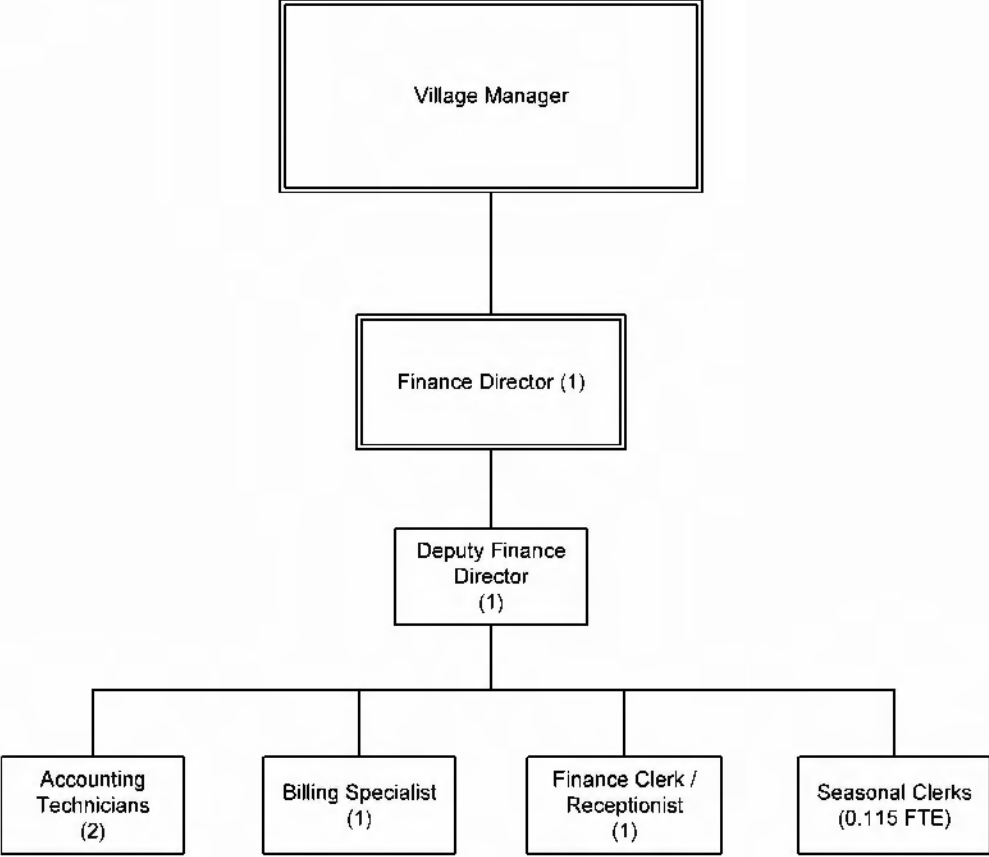 Village Manager
Finance Director (1)
Deputy Finance
Director
(1)
Accounting
Technicians
(2)
Billing Specialist
(1)
Finance Clerk /
Receptionist
(1)
Seasonal Clerks
(0.115 FTE)